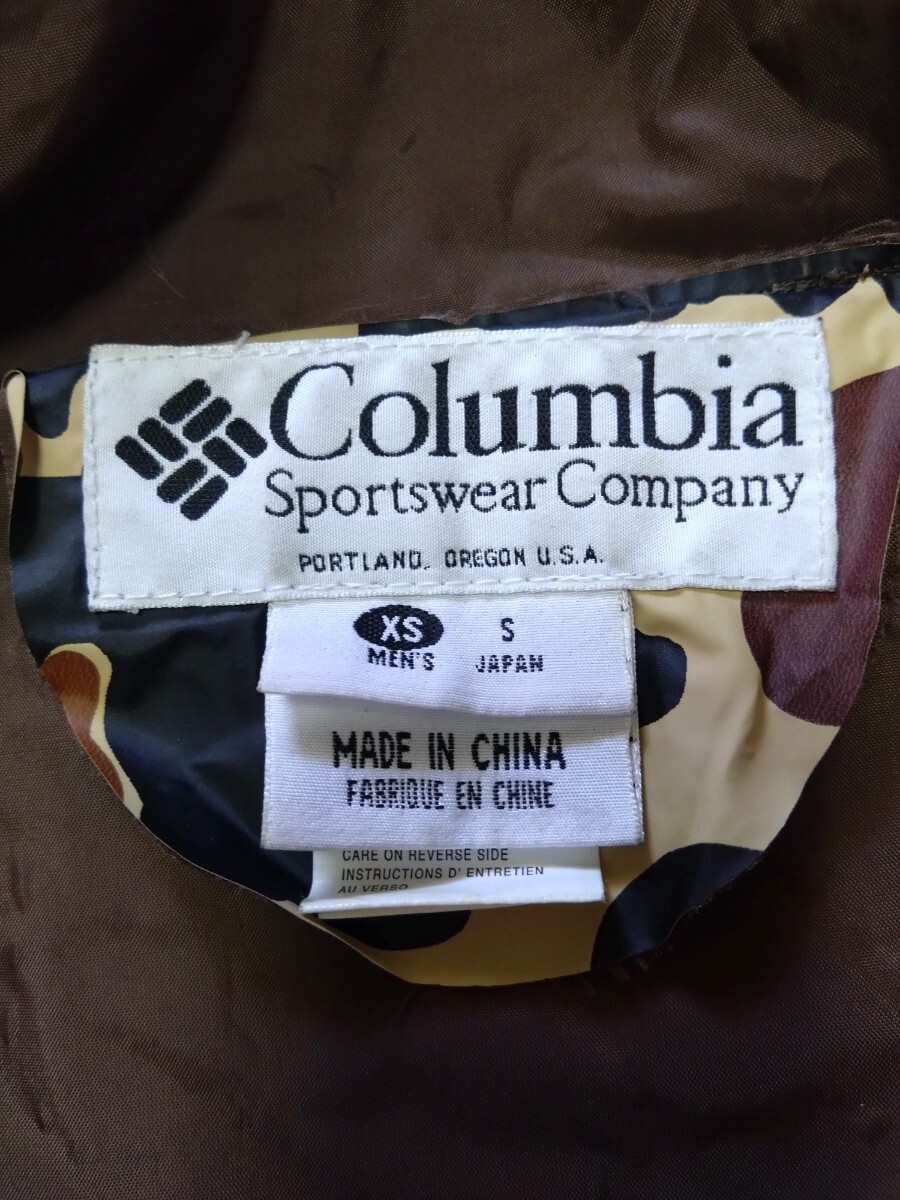 Columbia
Sportswear Company
PORTLAND, OREGON U.S.A.
XS S
MEN'S JAPAN
MADE IN CHINA
FABRIQUE EN CHINE
CARE ON REVERSE SIDE
INSTRUCTIONS D' ENTRETIEN
AU VERSO